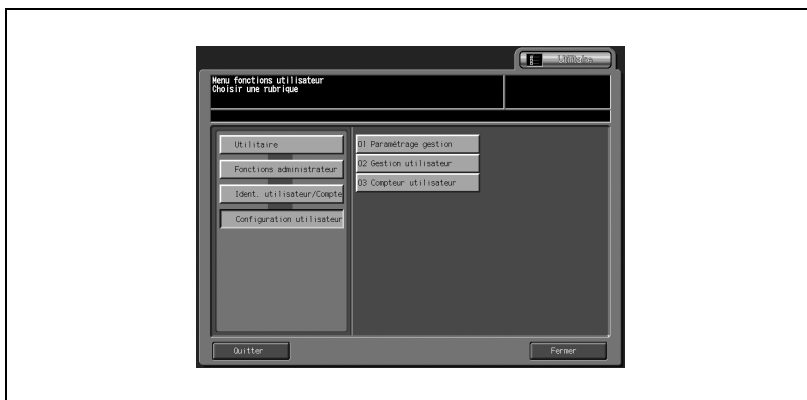 Utilitaire
Menu fonctions utilisateur
Choisir une rubrique
Utilitaire
Fonctions administrateur
Ident. utilisateur/Compte
Configuration utilisateur
01 Paramétrage gestion
02 Gestion utilisateur
03 Compteur utilisateur
Quitter
Fermer